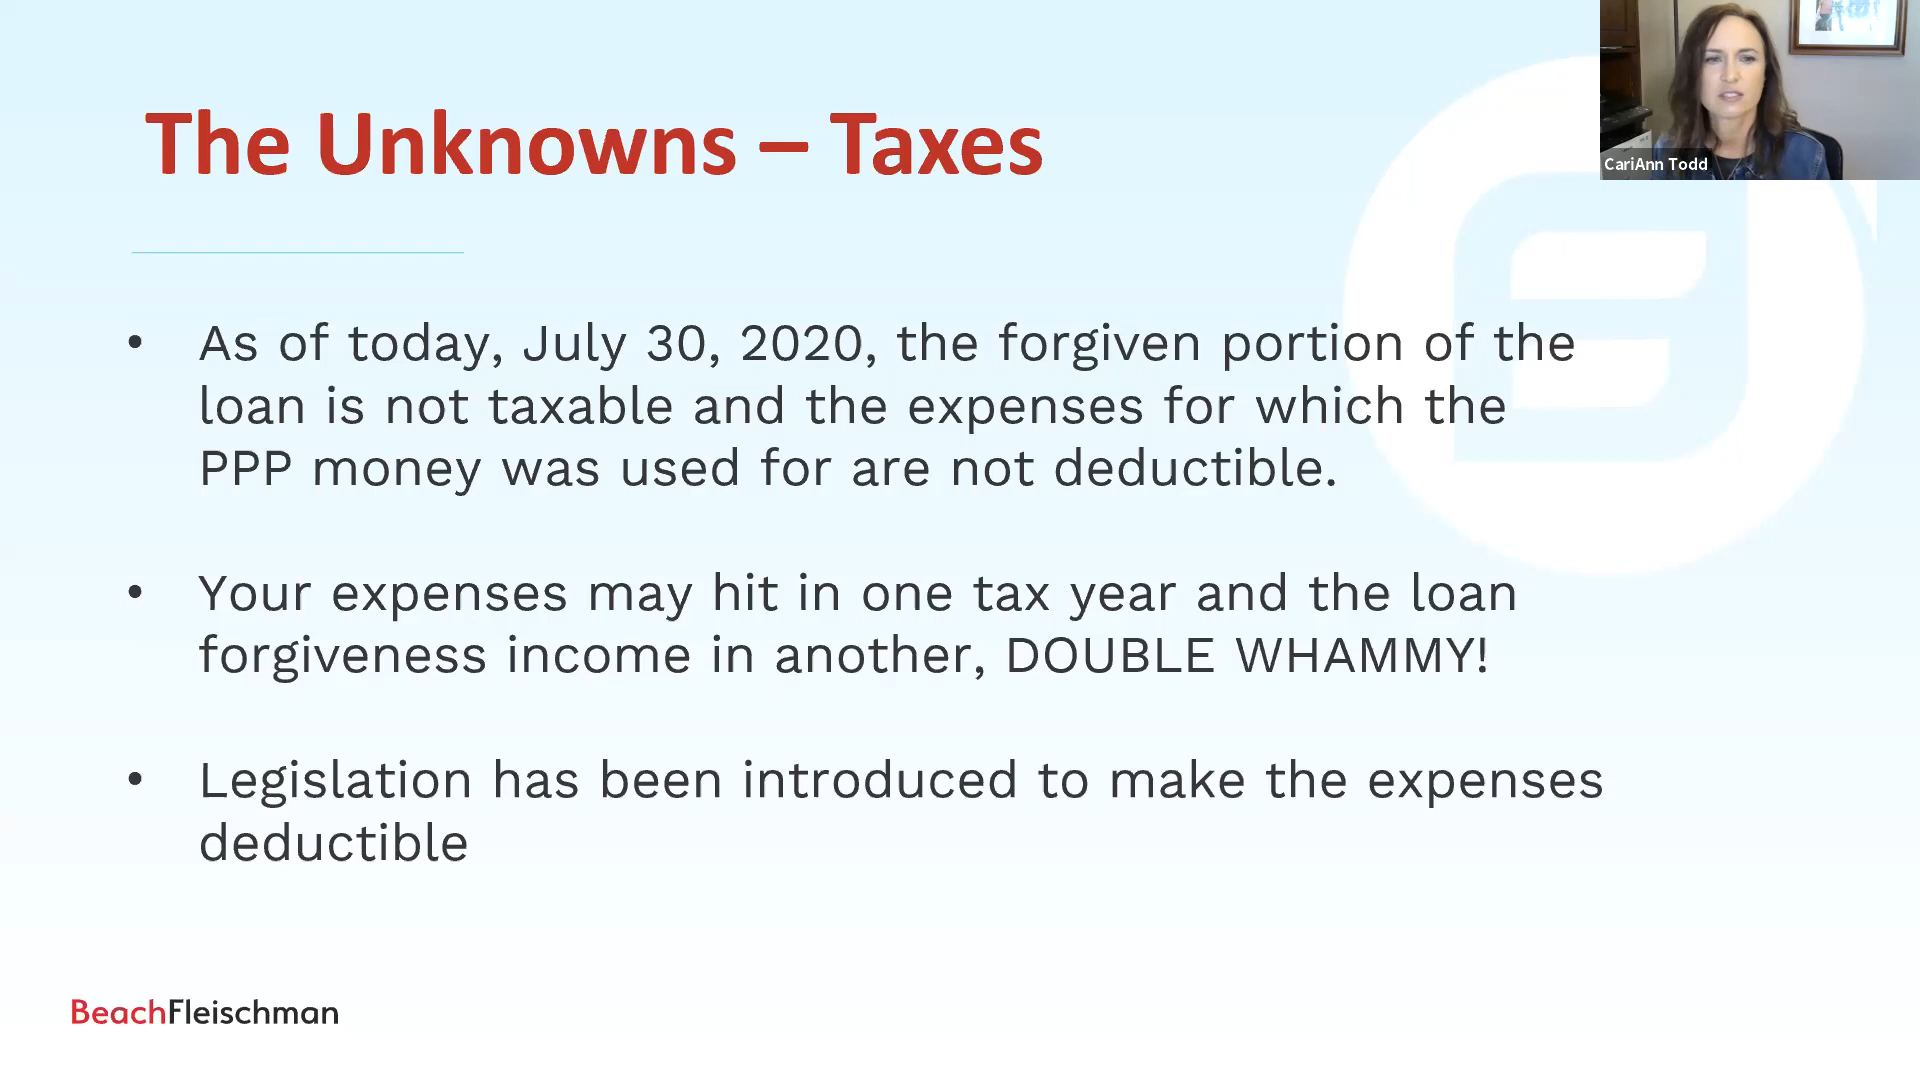 The Unknowns – Taxes
CariAnn Todd
• As of today, July 30, 2020, the forgiven portion of the
loan is not taxable and the expenses for which the
PPP money was used for are not deductible.
• Your expenses may hit in one tax year and the loan
forgiveness income in another, DOUBLE WHAMMY!
• Legislation has been introduced to make the expenses
deductible
BeachFleischman